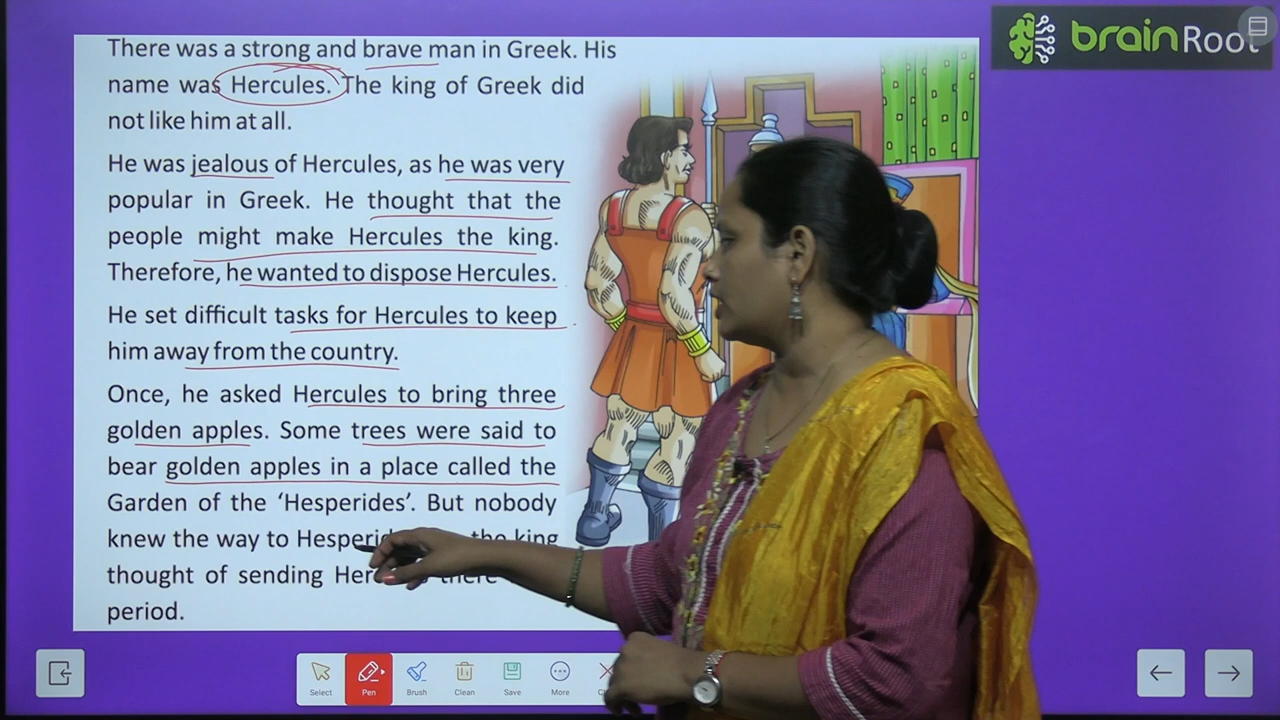 There was a strong and brave man in Greek. His
name was Hercules. The king of Greek did
not like him at all.
He was jealous of Hercules, as he was very
popular in Greek. He thought that the
people might make Hercules the king.
Therefore, he wanted to dispose Hercules.
He set difficult tasks for Hercules to keep
him away from the country.
Once, he asked Hercules to bring three
golden apples. Some trees were said to
bear golden apples in a place called the
Garden of the ‘Hesperides’. But nobody
knew the way to the king
thought of sending there
period.
brainRoot
Select Pen Brush Clean Save More